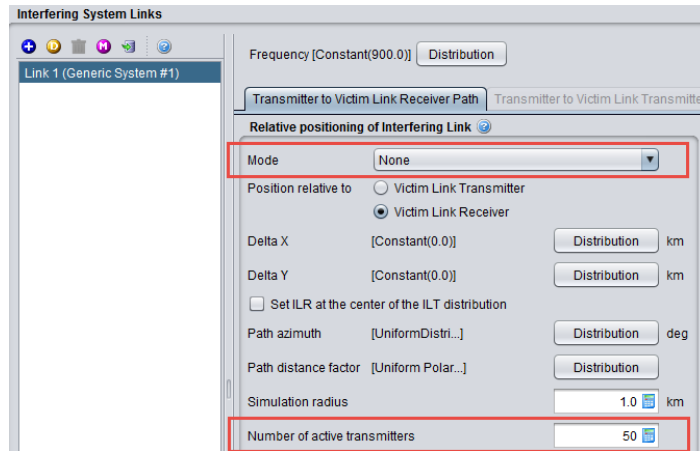 Interfering System Links
Link 1 (Generic System #1)
Frequency [Constant(900.0)] Distribution
Transmitter to Victim Link Receiver Path Transmitter to Victim Link Transmitte
Relative positioning of Interfering Link
Mode None
Position relative to Victim Link Transmitter
Victim Link Receiver
Delta X [Constant(0.0)] Distribution km
Delta Y [Constant(0.0)] Distribution km
Set ILR at the center of the ILT distribution
Path azimuth [UniformDistri...] Distribution deg
Path distance factor [Uniform Polar...] Distribution
Simulation radius 1.0 km
Number of active transmitters 50